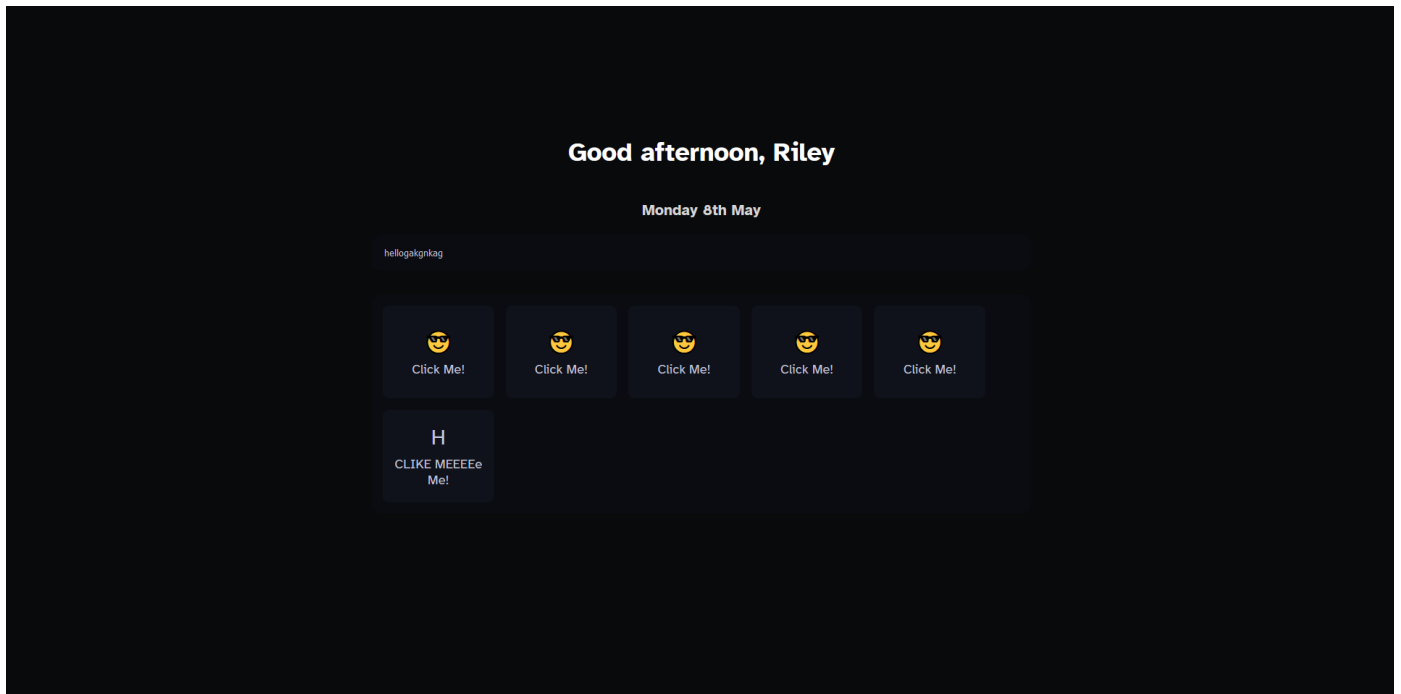 Good afternoon, Riley
Monday 8th May
hellogakgnkag
😎 😎 😎 😎 😎
Click Me! Click Me! Click Me! Click Me! Click Me!
H
CLIKE MEEEEe
Me!